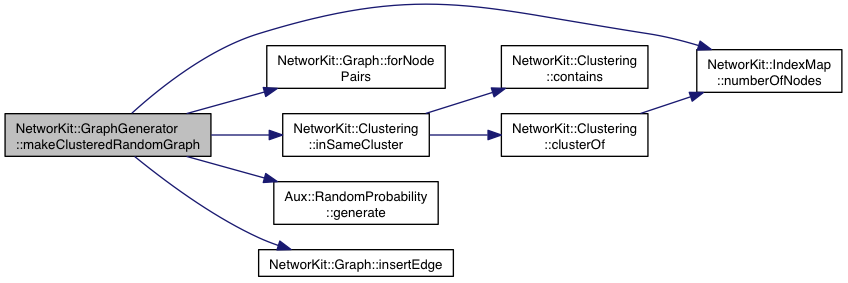 NetworKit::GraphGenerator
::makeClusteredRandomGraph
NetworKit::Graph::forNode
Pairs
NetworKit::Clustering
::inSameCluster
Aux::RandomProbability
::generate
NetworKit::Graph::insertEdge
NetworKit::Clustering
::contains
NetworKit::Clustering
::clusterOf
NetworKit::IndexMap
::numberOfNodes